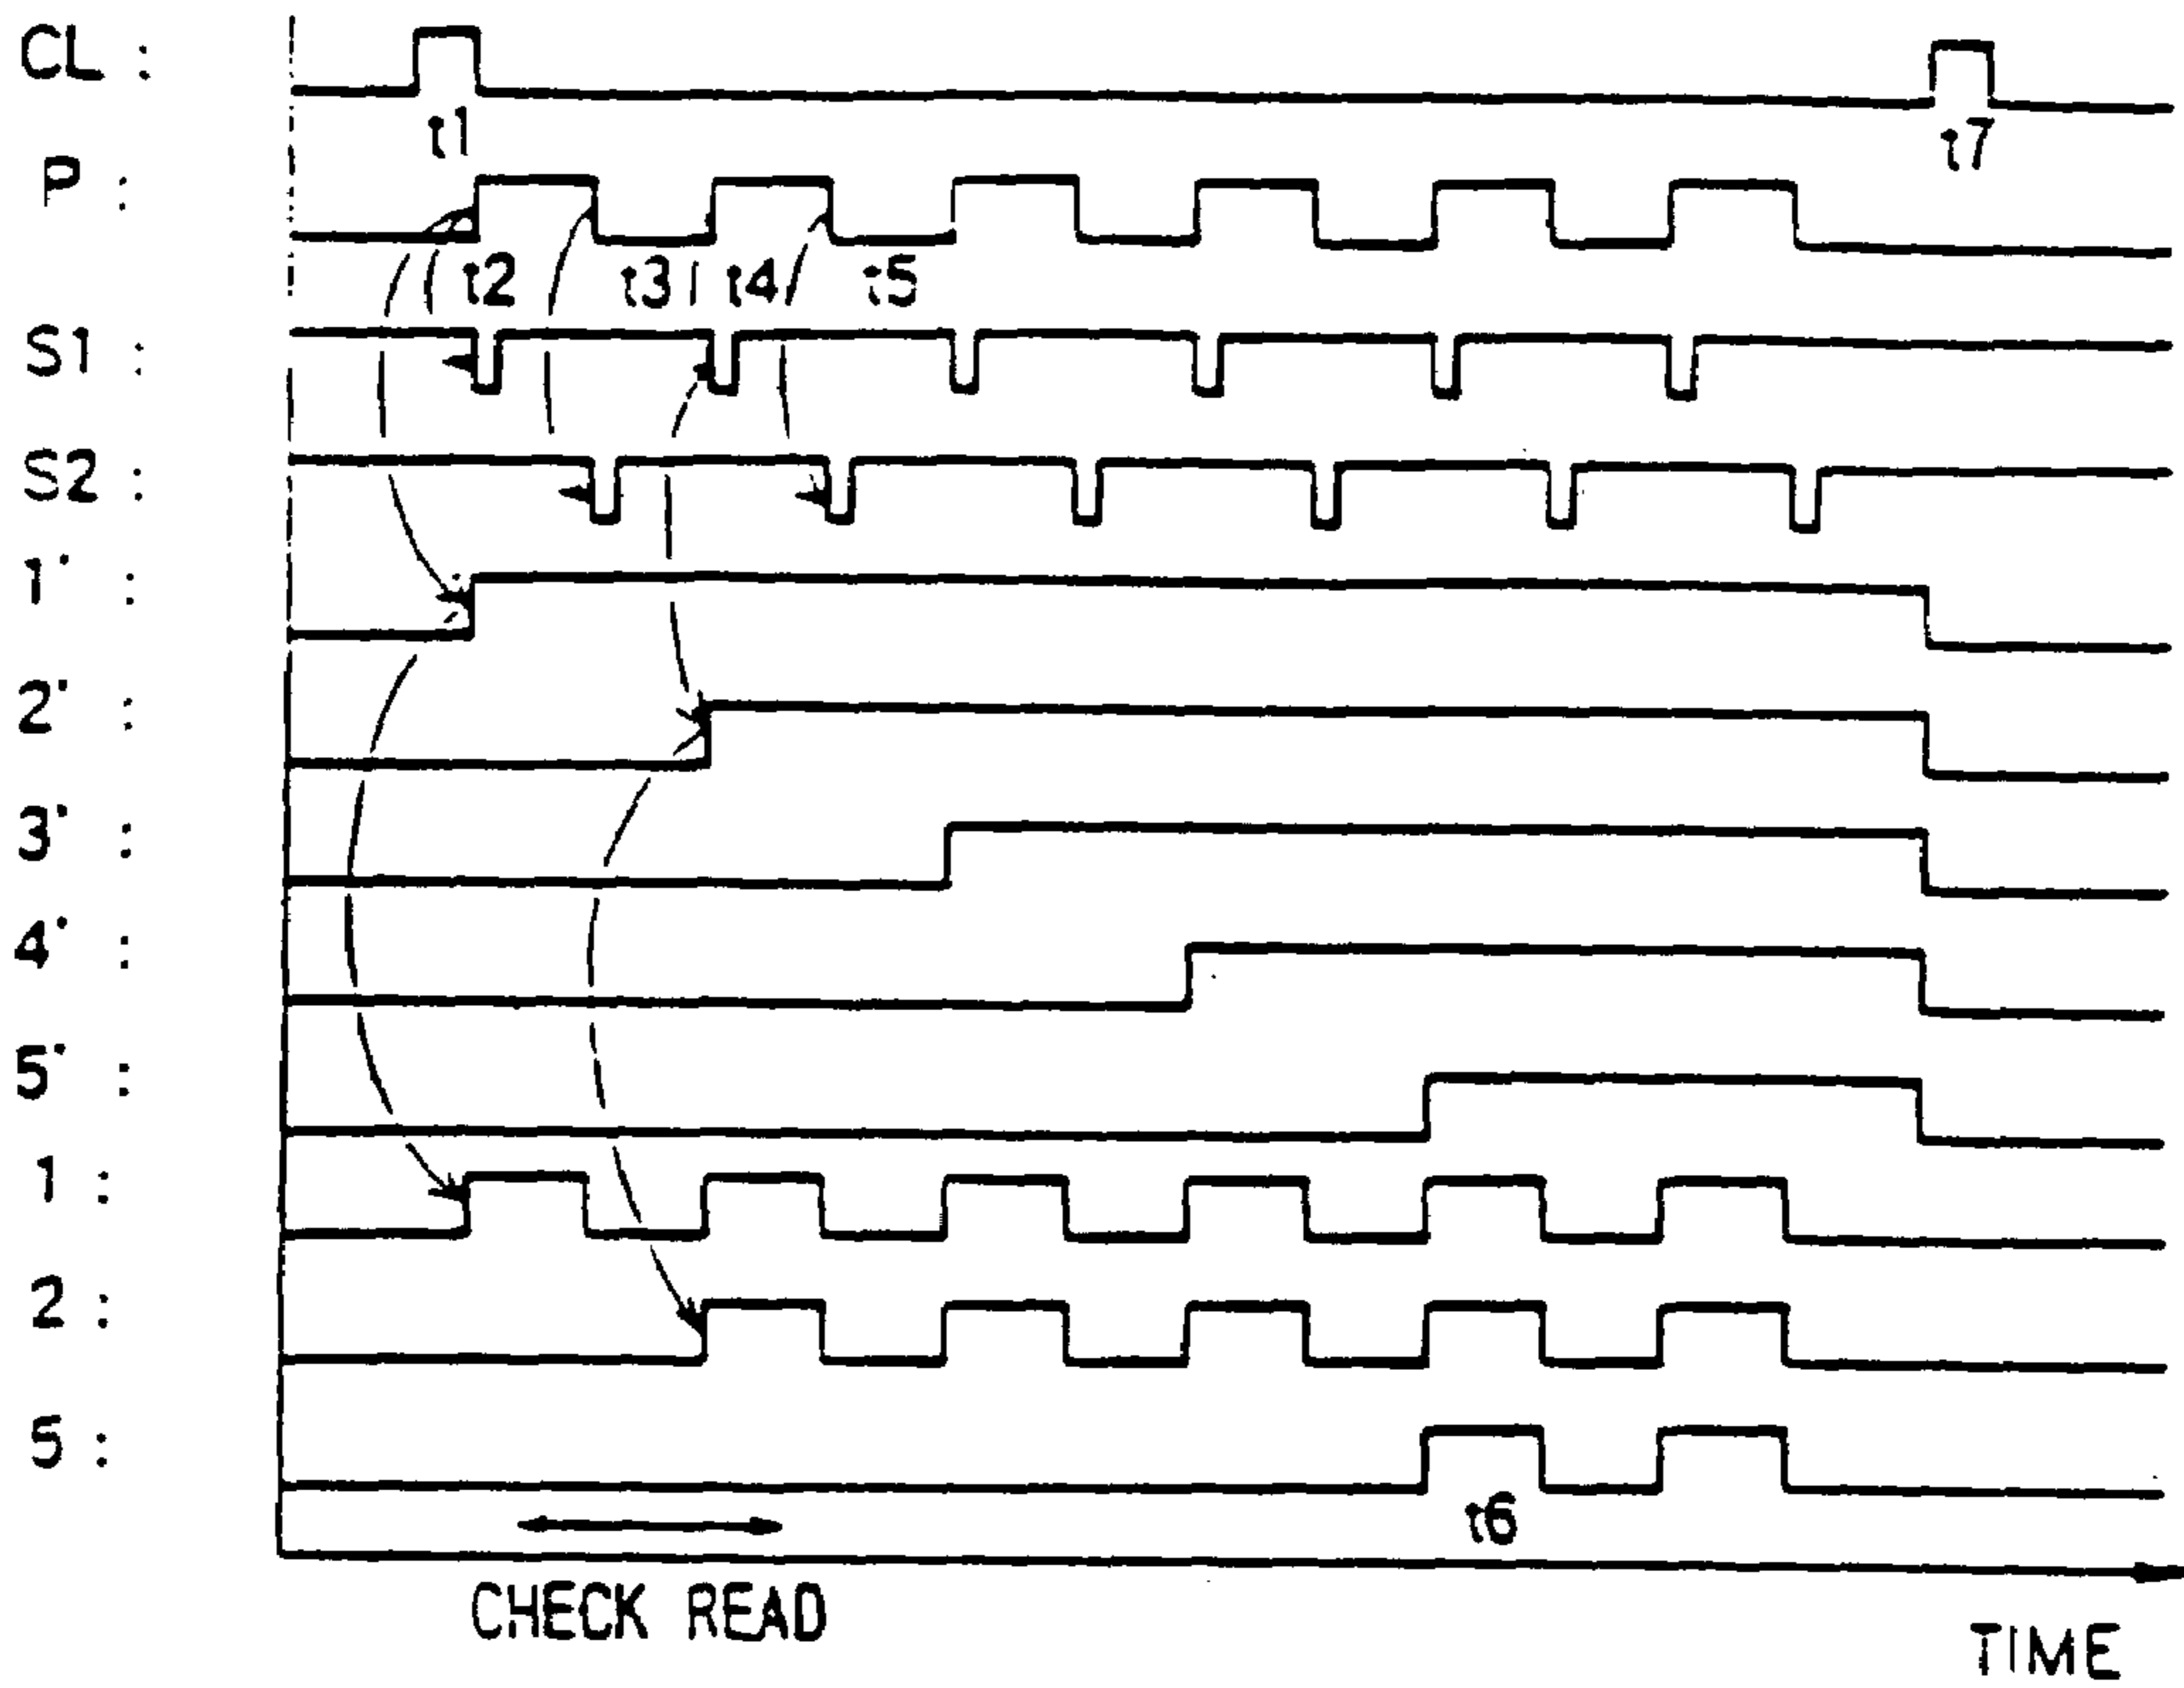 CL :
t1
t7
P :
t2 t3 t4 t5
S1 :
S2 :
1' :
2' :
3' :
4' :
5' :
1 :
2 :
5 :
t6
CHECK READ
TIME